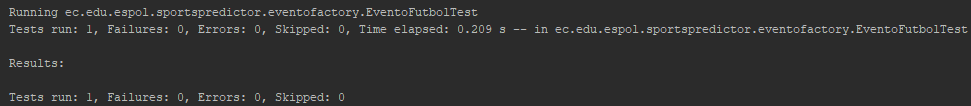 Running ec.edu.espol.sportspredictor.eventofactory.EventoFutbolTest
Tests run: 1, Failures: 0, Errors: 0, Skipped: 0, Time elapsed: 0.209 s -- in ec.edu.espol.sportspredictor.eventofactory.EventoFutbolTest
Results:
Tests run: 1, Failures: 0, Errors: 0, Skipped: 0